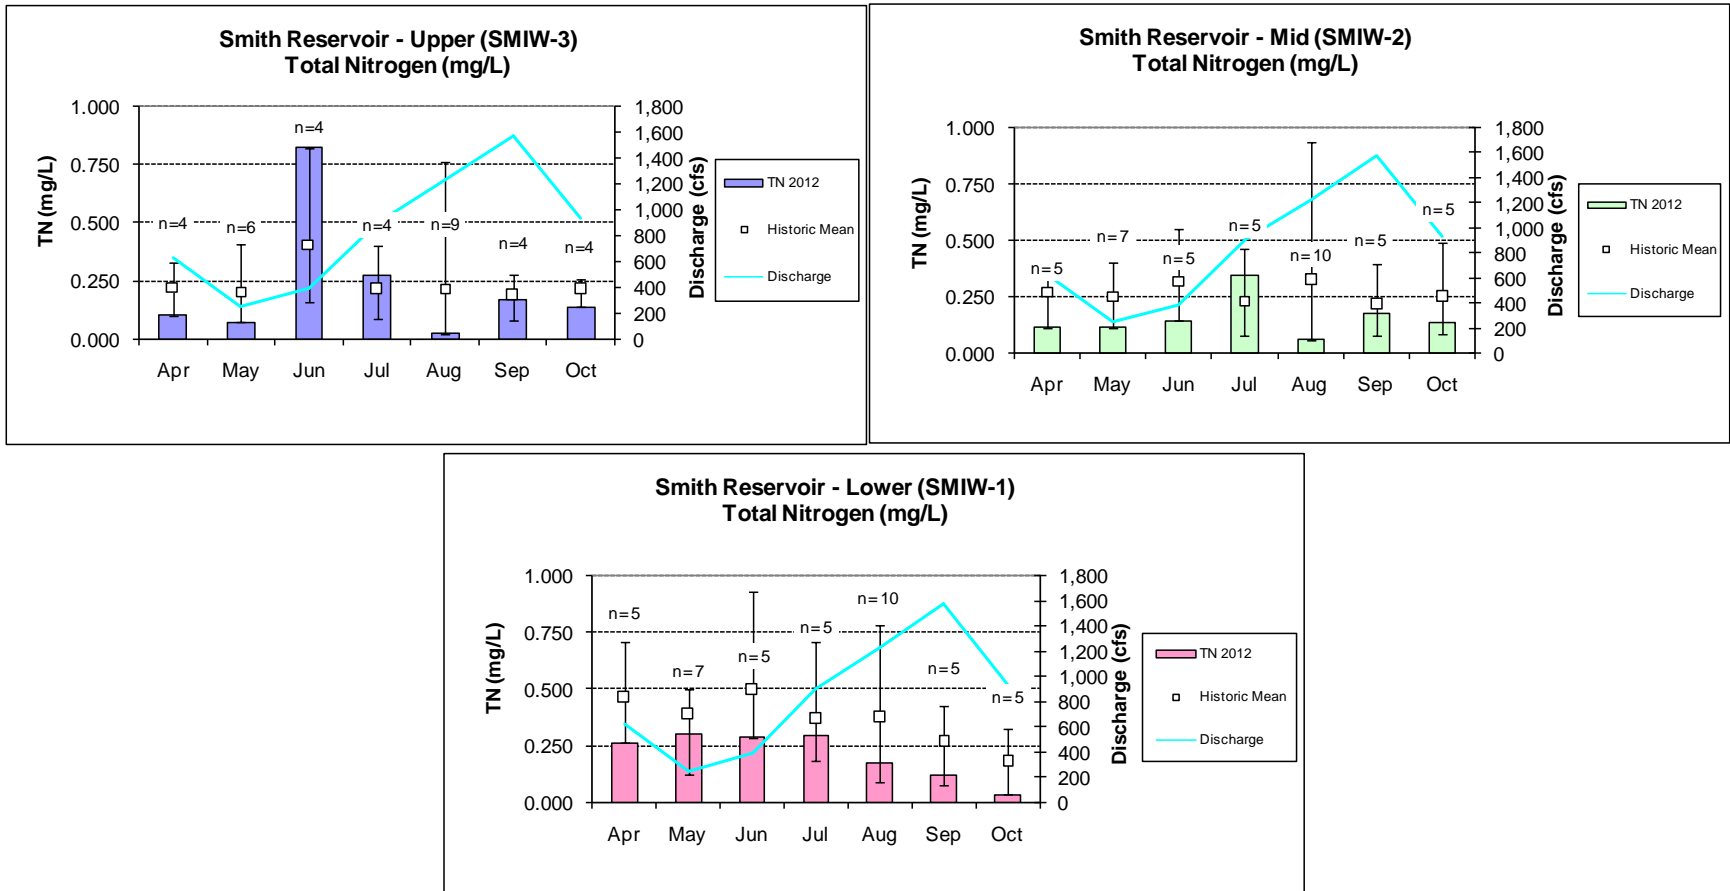 Smith Reservoir - Upper (SMIW-3)
Total Nitrogen (mg/L)
TN (mg/L)
1.000
0.750
0.500
0.250
0.000
n=4
n=6
n=4
n=4
n=9
n=4
n=4
1,800
1,600
1,400
1,200
1,000
800
600
400
200
0
Discharge (cfs)
Apr May Jun Jul Aug Sep Oct
TN 2012
Historic Mean
Discharge
Smith Reservoir - Mid (SMIW-2)
Total Nitrogen (mg/L)
TN (mg/L)
1.000
0.750
0.500
0.250
0.000
n=5
n=7
n=5
n=5
n=10
n=5
n=5
1,800
1,600
1,400
1,200
1,000
800
600
400
200
0
Discharge (cfs)
Apr May Jun Jul Aug Sep Oct
TN 2012
Historic Mean
Discharge
Smith Reservoir - Lower (SMIW-1)
Total Nitrogen (mg/L)
TN (mg/L)
1.000
0.750
0.500
0.250
0.000
n=5
n=7
n=5
n=5
n=10
n=5
n=5
1,800
1,600
1,400
1,200
1,000
800
600
400
200
0
Discharge (cfs)
Apr May Jun Jul Aug Sep Oct
TN 2012
Historic Mean
Discharge